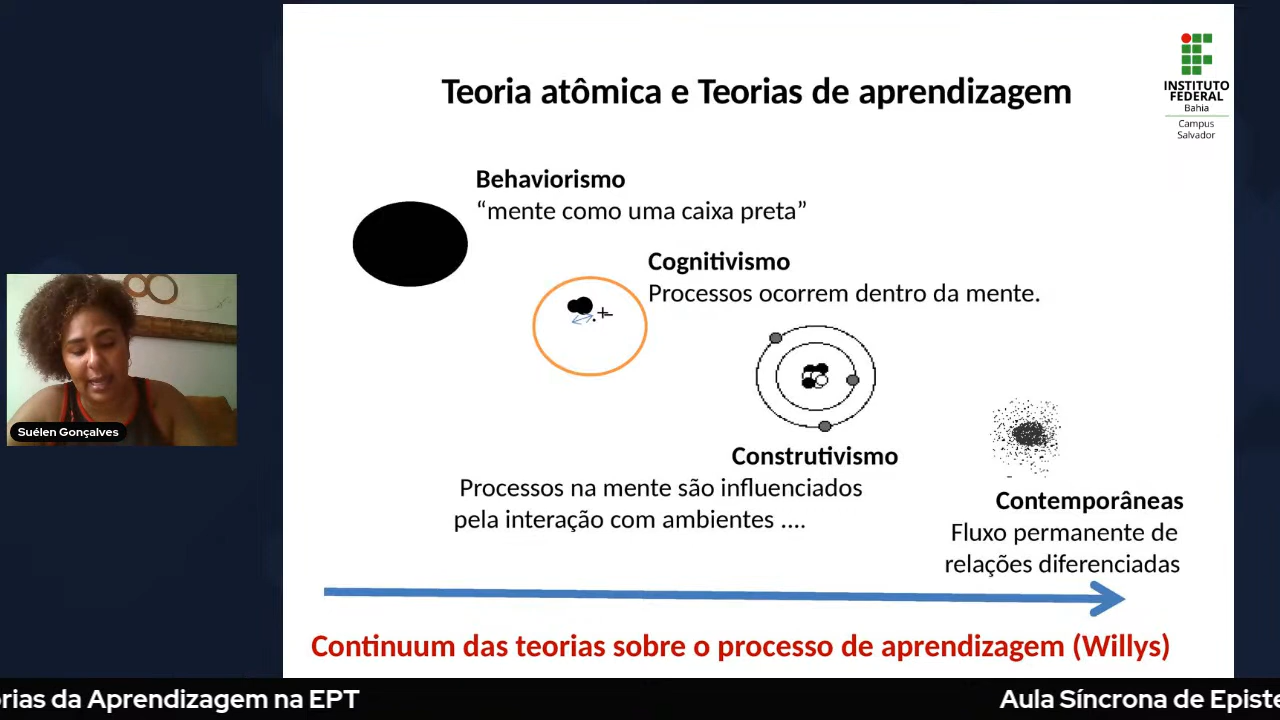 Teoria atômica e Teorias de aprendizagem
INSTITUTO
FEDERAL
Bahia
Campus
Salvador
Behaviorismo
“mente como uma caixa preta”
Cognitivismo
Processos ocorrem dentro da mente.
Construtivismo
Processos na mente são influenciados
pela interação com ambientes ....
Contemporâneas
Fluxo permanente de
relações diferenciadas
Continuum das teorias sobre o processo de aprendizagem (Willys)
Suélen Gonçalves
orias da Aprendizagem na EPT
Aula Síncrona de Episte